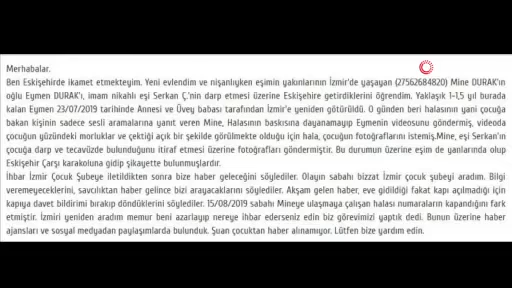 Merhabalar.
Ben Eskişehirde ikamet etmekteyim. Yeni evlendim ve nişanlıyken eşimin yakınlarının İzmir'de yaşayan (27562684820) Mine DURAK'ın
oğlu Eymen DURAK'ı, imam nikahlı eşi Serkan Ç.'nin darp etmesi üzerine Eskişehire getirdiklerini öğrendim. Yaklaşık 1-1,5 yıl burada
kalan Eymen 23/07/2019 tarihinde Annesi ve Üvey babası tarafından İzmir'e yeniden götürüldü. O günden beri halasının yani çocuğa
bakan kişinin sadece sesli aramalarına yanıt veren Mine, Halasının baskısına dayanamayıp Eymenin videosunu göndermiş, videoda
çocuğun yüzündeki morluklar ve çektiği açık bir şekilde görülmekte olduğu için hala, çocuğun fotoğraflarını istemiş.Mine, eşi Serkan'ın
çocuğa darp ve tecavüzde bulunduğunu itiraf etmesi üzerine fotoğrafları göndermiştir. Bu durumun üzerine eşim de yanlarında olup
Eskişehir Çarşı karakoluna gidip şikayette bulunmuşlardır.
İhbar İzmir Çocuk Şubeye iletildikten sonra bize haber geleceğini söylediler. Olayın sabahı bizzat İzmir çocuk şubeyi aradım. Bilgi
veremeyeceklerini, savcılıktan haber gelince bizi arayacaklarını söylediler. Akşam gelen haber, eve gidildiği fakat kapı açılmadığı için
kapıya davet bildirimi bırakıp döndüklerini söylediler. 15/08/2019 sabahı Mineye ulaşmaya çalışan halası numaraların kapandığını fark
etmiştir. İzmiri yeniden aradım memur beni azarlayıp nereye ihbar ederseniz edin biz görevimizi yaptık dedi. Bunun üzerine haber
ajansları ve sosyal medyadan paylaşımlarda bulunduk. Şuan çocuktan haber alınamıyor. Lütfen bize yardım edin.